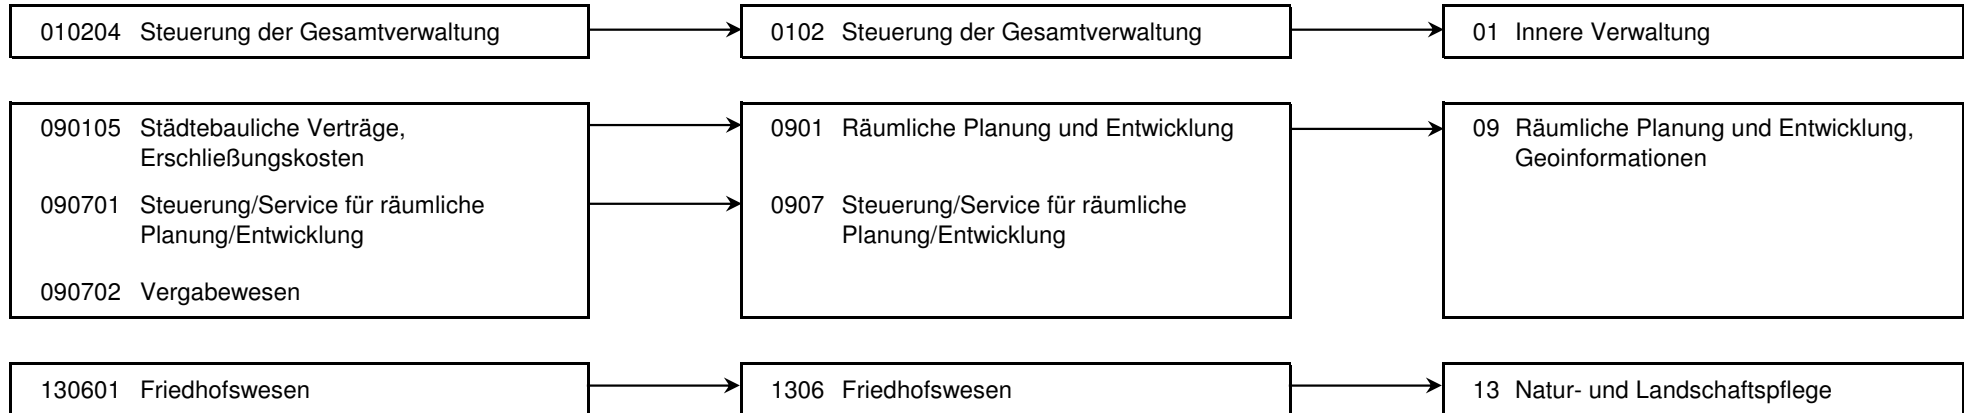 010204 Steuerung der Gesamtverwaltung
0102 Steuerung der Gesamtverwaltung
01 Innere Verwaltung
090105 Städtebauliche Verträge,
Erschließungskosten
0901 Räumliche Planung und Entwicklung
09 Räumliche Planung und Entwicklung,
Geoinformationen
090701 Steuerung/Service für räumliche
Planung/Entwicklung
0907 Steuerung/Service für räumliche
Planung/Entwicklung
090702 Vergabewesen
130601 Friedhofswesen
1306 Friedhofswesen
13 Natur- und Landschaftspflege